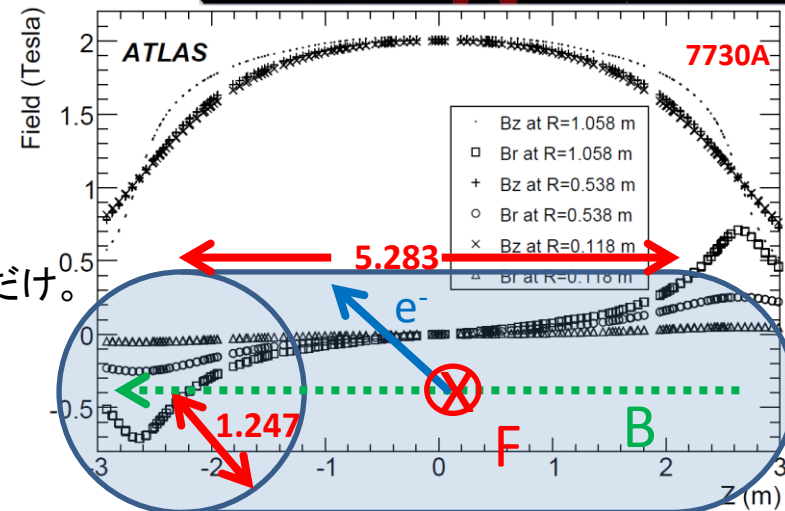 Field (Tesla)
ATLAS
7730A
2
1.5
1
0.5
0
-0.5
Bz at R=1.058 m
Br at R=1.058 m
Bz at R=0.538 m
Br at R=0.538 m
Bz at R=0.118 m
Br at R=0.118 m
5.283
だけ。
e-
B
F
1.247
-3 -2 -1 0 1 2 3
Z (m)